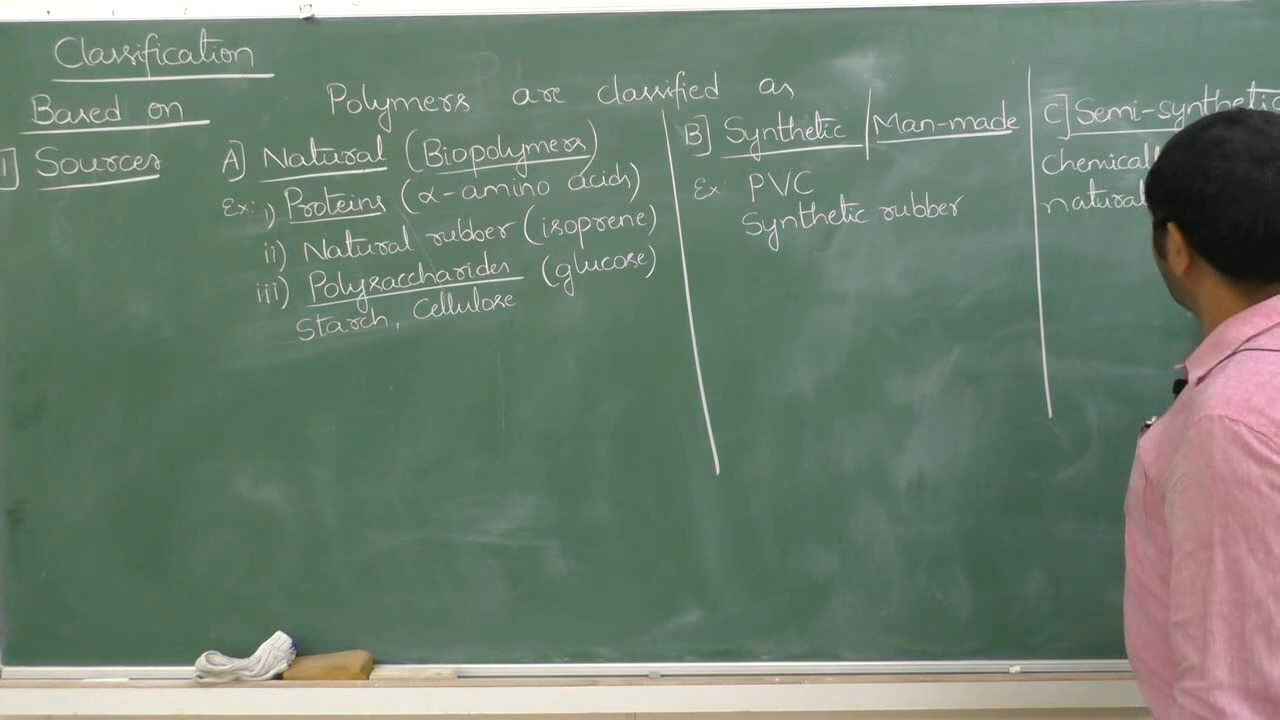 Classification
Based on
1] Sources
Polymers are classified as
A] Natural (Biopolymers)
Ex: i) Proteins (α-amino acids)
ii) Natural rubber (isoprene)
iii) Polysaccharides (glucose)
Starch, Cellulose
B] Synthetic | Man-made
Ex: PVC
Synthetic rubber
C] Semi-synthetic
natural